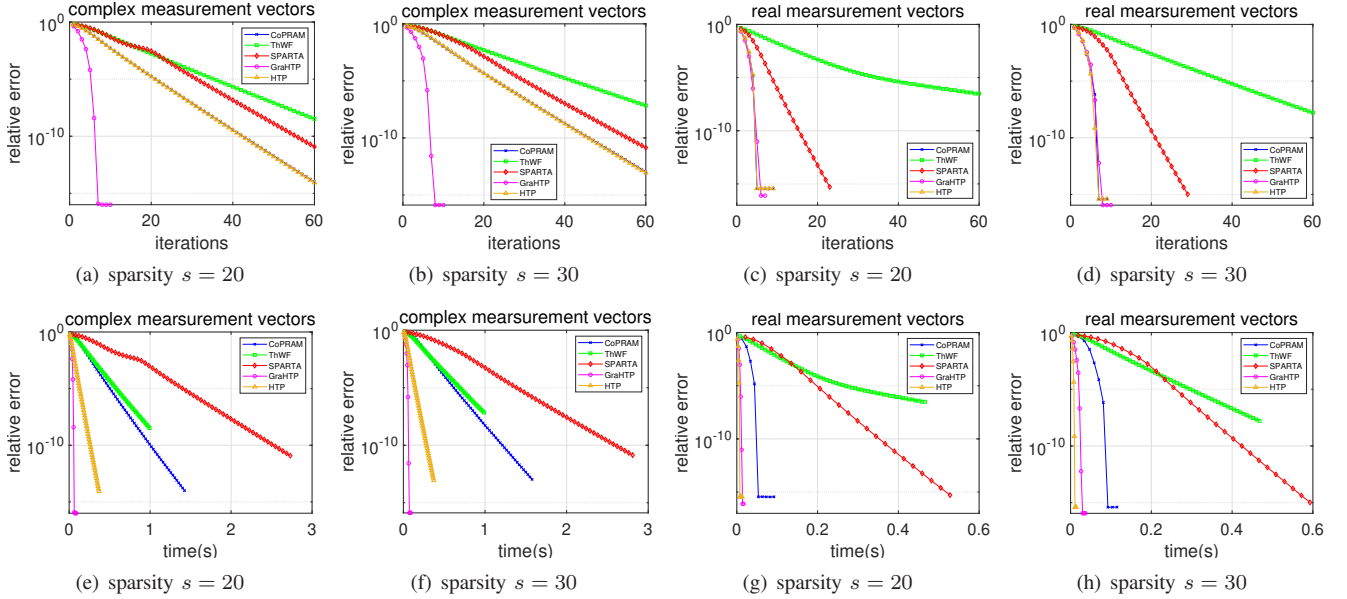 complex mearsurement vectors
10^0
10^-10
relative error
CoPRAM
ThWF
SPARTA
GraHTP
HTP
0 20 40 60
iterations
(a) sparsity s = 20
complex mearsurement vectors
10^0
10^-10
relative error
CoPRAM
ThWF
SPARTA
GraHTP
HTP
0 20 40 60
iterations
(b) sparsity s = 30
real mearsurement vectors
10^0
10^-10
relative error
CoPRAM
ThWF
SPARTA
GraHTP
HTP
0 20 40 60
iterations
(c) sparsity s = 20
real mearsurement vectors
10^0
10^-10
relative error
CoPRAM
ThWF
SPARTA
GraHTP
HTP
0 20 40 60
iterations
(d) sparsity s = 30
complex mearsurement vectors
10^0
10^-10
relative error
CoPRAM
ThWF
SPARTA
GraHTP
HTP
0 1 2 3
time(s)
(e) sparsity s = 20
complex mearsurement vectors
10^0
10^-10
relative error
CoPRAM
ThWF
SPARTA
GraHTP
HTP
0 1 2 3
time(s)
(f) sparsity s = 30
real mearsurement vectors
10^0
10^-10
relative error
CoPRAM
ThWF
SPARTA
GraHTP
HTP
0 0.2 0.4 0.6
time(s)
(g) sparsity s = 20
real mearsurement vectors
10^0
10^-10
relative error
CoPRAM
ThWF
SPARTA
GraHTP
HTP
0 0.2 0.4 0.6
time(s)
(h) sparsity s = 30